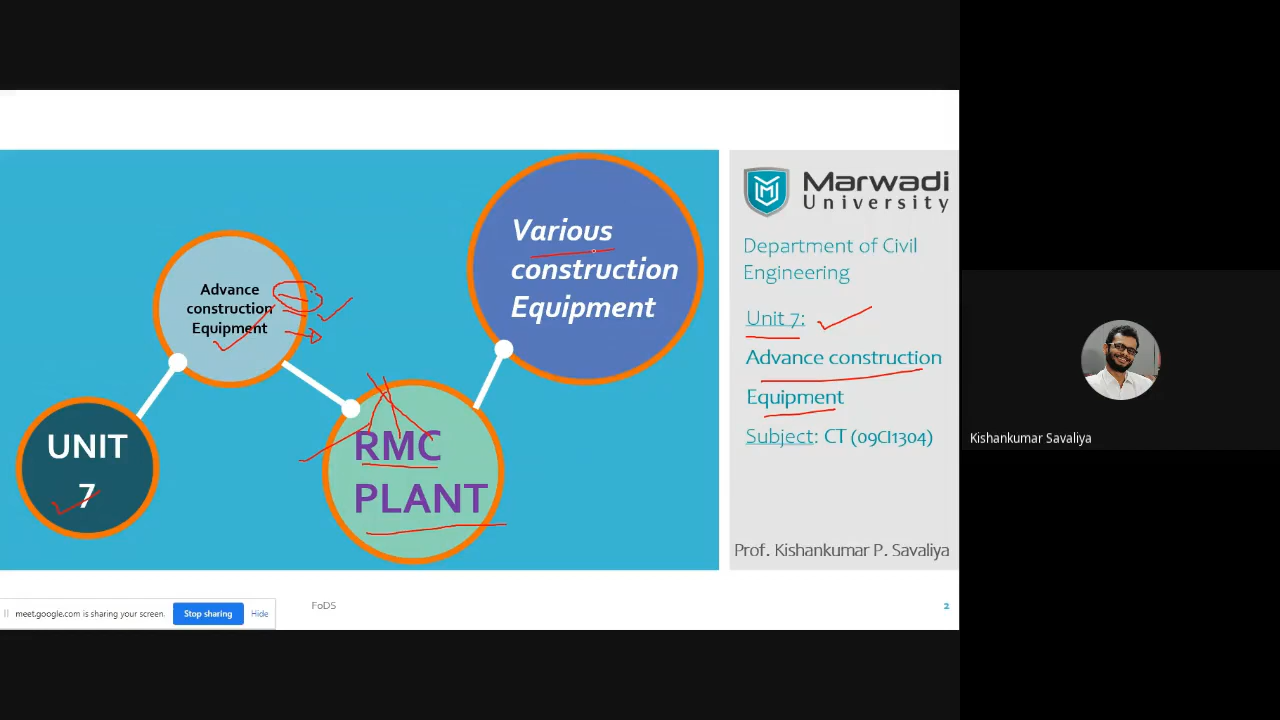 UNIT
7
Advance
construction
Equipment
RMC
PLANT
Various
construction
Equipment
Marwadi
University
Department of Civil
Engineering
Unit 7:
Advance construction
Equipment
Subject: CT (09CI1304)
Prof. Kishankumar P. Savaliya
meet.google.com is sharing your screen.
Stop sharing
Hide
FoDS
2
Kishankumar Savaliya